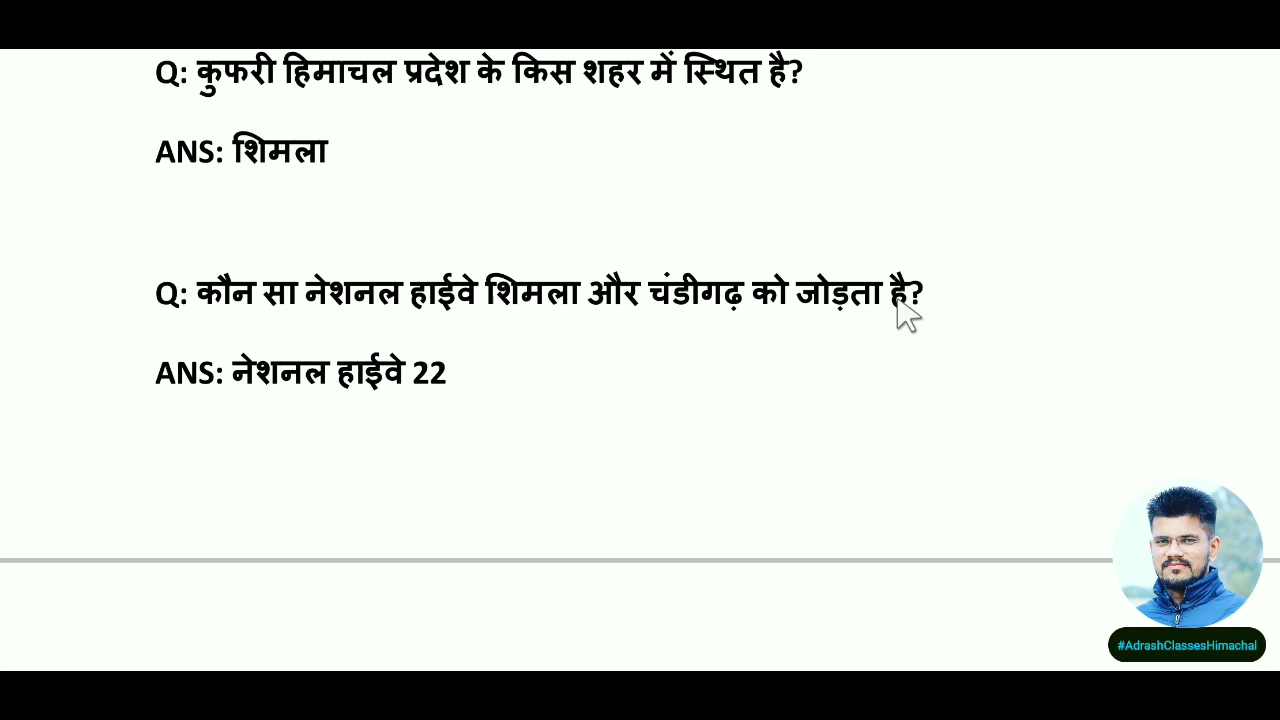 Q: कुफरी हिमाचल प्रदेश के किस शहर में स्थित है?
ANS: शिमला
Q: कौन सा नेशनल हाईवे शिमला और चंडीगढ़ को जोड़ता है?
ANS: नेशनल हाईवे 22
#AdrashClassesHimachal